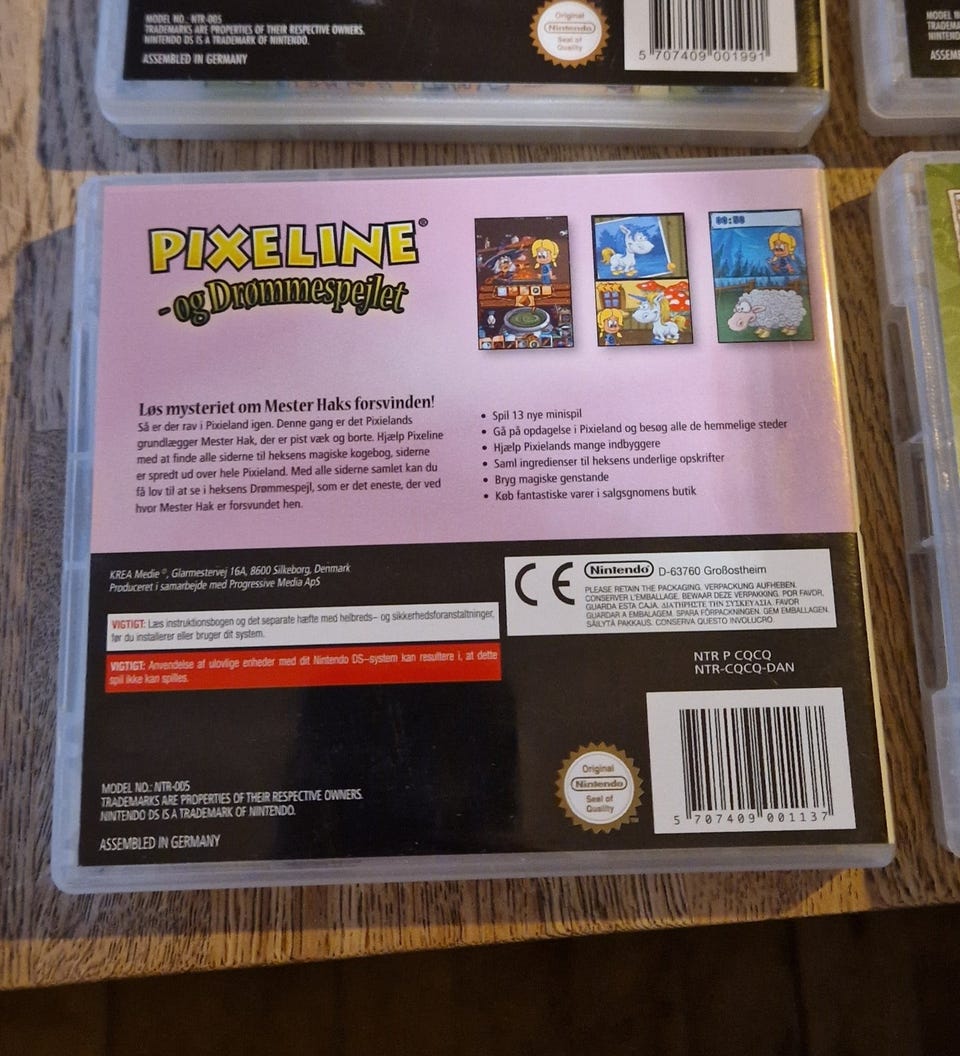 MODEL NO.: NTR-005
TRADEMARKS ARE PROPERTIES OF THEIR RESPECTIVE OWNERS.
NINTENDO DS IS A TRADEMARK OF NINTENDO.
ASSEMBLED IN GERMANY
Original
Nintendo
Seal of
Quality
5 707409 001991
MODEL N
TRADEMA
NINTEND
ASSEM
PIXELINE®
- og Drømmespejlet
00:50
Løs mysteriet om Mester Haks forsvinden!
Så er der rav i Pixieland igen. Denne gang er det Pixielands
grundlægger Mester Hak, der er pist væk og borte. Hjælp Pixeline
med at finde alle siderne til heksens magiske kogebog, siderne
er spredt ud over hele Pixieland. Med alle siderne samlet kan du
få lov til at se i heksens Drømmespejl, som er det eneste, der ved
hvor Mester Hak er forsvundet hen.
• Spil 13 nye minispil
• Gå på opdagelse i Pixieland og besøg alle de hemmelige steder
• Hjælp Pixielands mange indbyggere
• Saml ingredienser til heksens underlige opskrifter
• Bryg magiske genstande
• Køb fantastiske varer i salgsgnomens butik
KREA Medie ®, Glarmestervej 16A, 8600 Silkeborg, Danmark
Produceret i samarbejde med Progressive Media ApS
VIGTIGT: Læs instruktionsbogen og det separate hæfte med helbreds- og sikkerhedsforanstaltninger,
før du installerer eller bruger dit system.
VIGTIGT: Anvendelse af ulovlige enheder med dit Nintendo DS-system kan resultere i, at dette
spil ikke kan spilles.
CE
Nintendo D-63760 Großostheim
PLEASE RETAIN THE PACKAGING. VERPACKUNG AUFHEBEN.
CONSERVER L'EMBALLAGE. BEWAAR DEZE VERPAKKING. POR FAVOR,
GUARDA ESTA CAJA. ΔΙΑΤΗΡΗΣΤΕ ΤΗΝ ΣΥΣΚΕΥΑΣΙΑ. FAVOR
GUARDAR A EMBALAGEM. SPARA FÖRPACKNINGEN. GEM EMBALLAGEN.
SÄILYTÄ PAKKAUS. CONSERVA QUESTO INVOLUCRO.
NTR P CQCQ
NTR-CQCQ-DAN
MODEL NO.: NTR-005
TRADEMARKS ARE PROPERTIES OF THEIR RESPECTIVE OWNERS.
NINTENDO DS IS A TRADEMARK OF NINTENDO.
ASSEMBLED IN GERMANY
Original
Nintendo
Seal of
Quality
TM
5 707409 001137